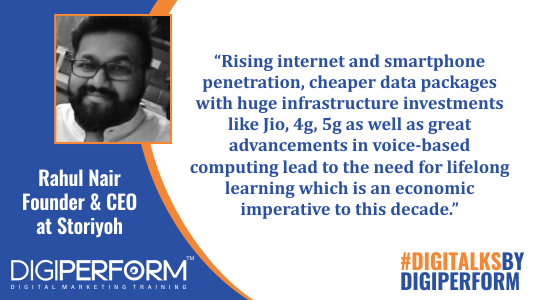 “Rising internet and smartphone
penetration, cheaper data packages
with huge infrastructure investments
like Jio, 4g, 5g as well as great
advancements in voice-based
computing lead to the need for lifelong
learning which is an economic
imperative to this decade.”
Rahul Nair
Founder & CEO
at Storiyoh
DIGIPERFORM™
DIGITAL MARKETING TRAINING
#DIGITALKSBY
DIGIPERFORM